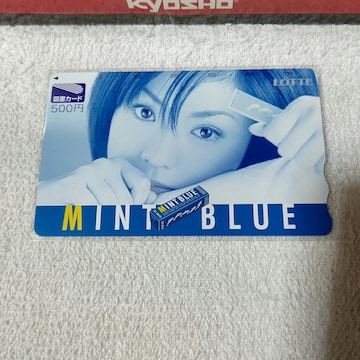 KYOSHO
図書カード
500円
LOTTE
MINT BLUE
MINT BLUE